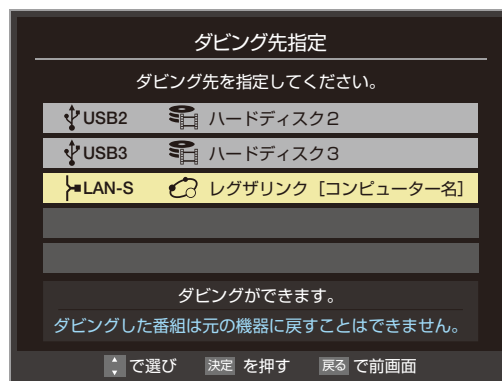 ダビング先指定
ダビング先を指定してください。
USB2 ハードディスク2
USB3 ハードディスク3
LAN-S レグザリンク［コンピューター名］
ダビングができます。
ダビングした番組は元の機器に戻すことはできません。
で選び 決定 を押す 戻る で前画面